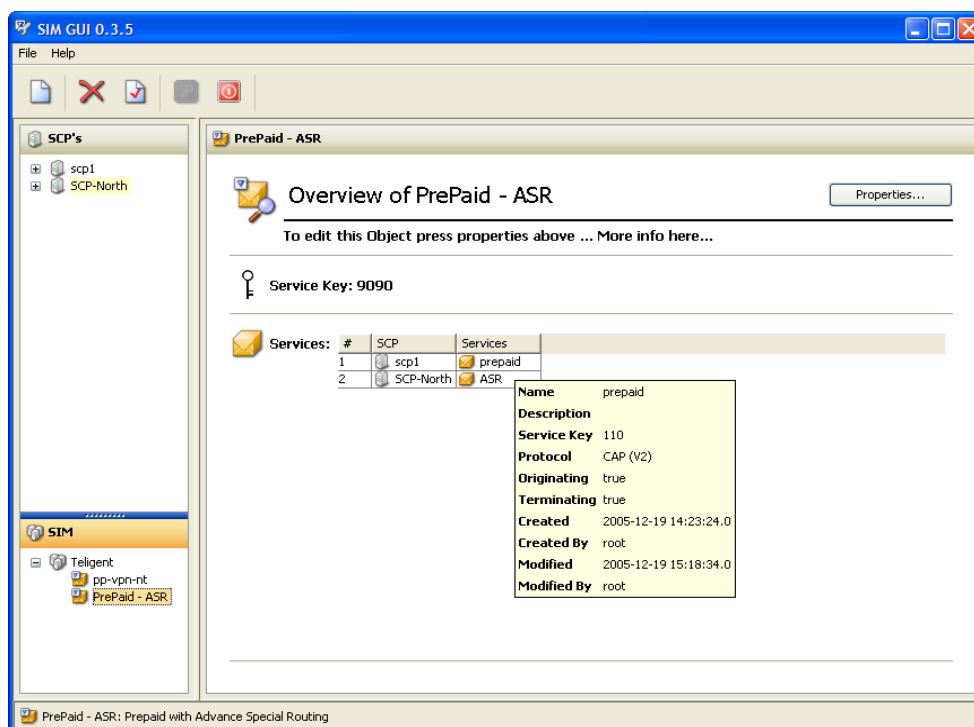 SIM GUI 0.3.5
File Help
SCP's
scp1
SCP-North
SIM
Teligent
pp-vpn-nt
PrePaid - ASR
PrePaid - ASR
Overview of PrePaid - ASR
Properties...
To edit this Object press properties above ... More info here...
Service Key: 9090
Services:
# SCP Services
1 scp1 prepaid
2 SCP-North ASR
Name prepaid
Description
Service Key 110
Protocol CAP (V2)
Originating true
Terminating true
Created 2005-12-19 14:23:24.0
Created By root
Modified 2005-12-19 15:18:34.0
Modified By root
PrePaid - ASR: Prepaid with Advance Special Routing